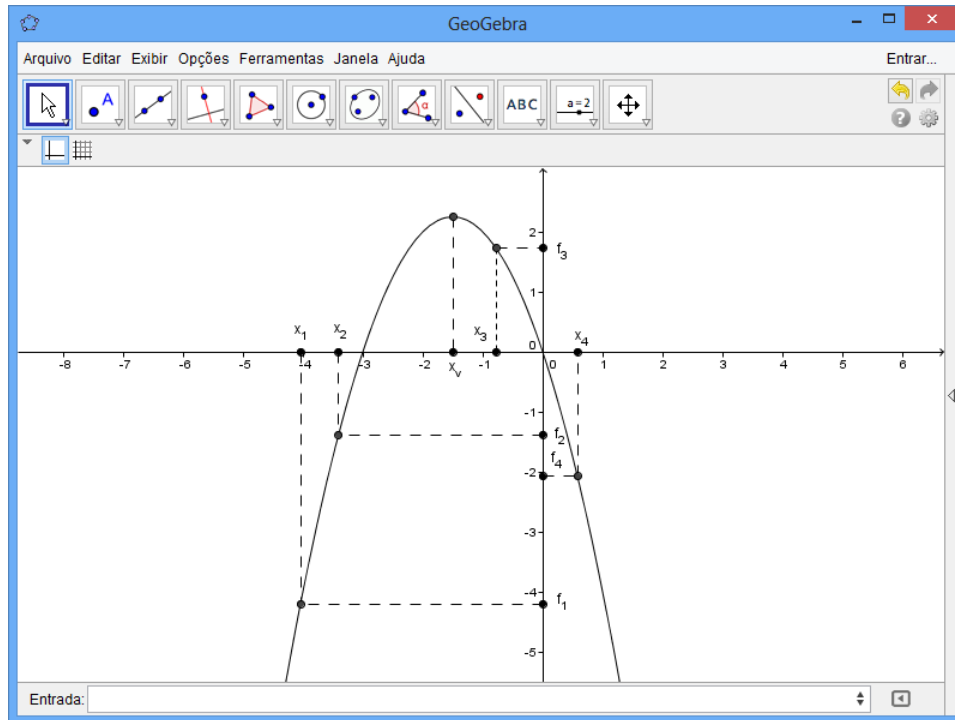 GeoGebra
Arquivo Editar Exibir Opções Ferramentas Janela Ajuda Entrar...
A α ABC a=2 ?
2
f3
1
x1 x2 x3 0 x4
-8 -7 -6 -5 -4 -3 -2 xv -1 0 1 2 3 4 5 6
-1
f2
f4
-2
-3
-4
f1
-5
Entrada: